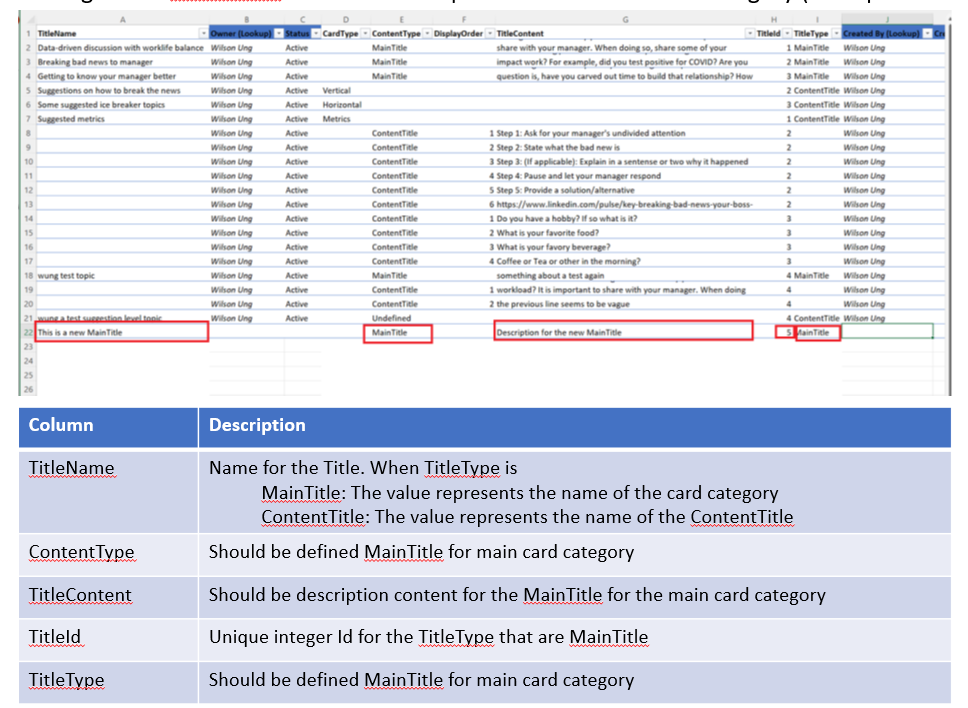 A B C D E F G H I J
1 TitleName Owner (Lookup) Status CardType ContentType DisplayOrder TitleContent TitleId TitleType Created By (Lookup)
2 Data-driven discussion with worklife balance Wilson Ung Active MainTitle share with your manager. When doing so, share some of your 1 MainTitle Wilson Ung
3 Breaking bad news to manager Wilson Ung Active MainTitle impact work? For example, did you test positive for COVID? Are you 2 MainTitle Wilson Ung
4 Getting to know your manager better Wilson Ung Active MainTitle question is, have you carved out time to build that relationship? How 3 MainTitle Wilson Ung
5 Suggestions on how to break the news Wilson Ung Active Vertical 2 ContentTitle Wilson Ung
6 Some suggested ice breaker topics Wilson Ung Active Horizontal 3 ContentTitle Wilson Ung
7 Suggested metrics Wilson Ung Active Metrics 1 ContentTitle Wilson Ung
8 Wilson Ung Active ContentTitle 1 Step 1: Ask for your manager's undivided attention 2 Wilson Ung
9 Wilson Ung Active ContentTitle 2 Step 2: State what the bad new is 2 Wilson Ung
10 Wilson Ung Active ContentTitle 3 Step 3: (If applicable): Explain in a sentence or two why it happened 2 Wilson Ung
11 Wilson Ung Active ContentTitle 4 Step 4: Pause and let your manager respond 2 Wilson Ung
12 Wilson Ung Active ContentTitle 5 Step 5: Provide a solution/alternative 2 Wilson Ung
13 Wilson Ung Active ContentTitle 6 https://www.linkedin.com/pulse/key-breaking-bad-news-your-boss- 2 Wilson Ung
14 Wilson Ung Active ContentTitle 1 Do you have a hobby? If so what is it? 3 Wilson Ung
15 Wilson Ung Active ContentTitle 2 What is your favorite food? 3 Wilson Ung
16 Wilson Ung Active ContentTitle 3 What is your favory beverage? 3 Wilson Ung
17 Wilson Ung Active ContentTitle 4 Coffee or Tea or other in the morning? 3 Wilson Ung
18 wung test topic Wilson Ung Active MainTitle something about a test again 4 MainTitle Wilson Ung
19 Wilson Ung Active ContentTitle 1 workload? It is important to share with your manager. When doing 4 Wilson Ung
20 Wilson Ung Active ContentTitle 2 the previous line seems to be vague 4 Wilson Ung
21 wung a test suggestion level topic Wilson Ung Active Undefined 4 ContentTitle Wilson Ung
22 This is a new MainTitle MainTitle Description for the new MainTitle 5 MainTitle
23
24
25
26
Column Description
TitleName Name for the Title. When TitleType is
MainTitle: The value represents the name of the card category
ContentTitle: The value represents the name of the ContentTitle
ContentType Should be defined MainTitle for main card category
TitleContent Should be description content for the MainTitle for the main card category
TitleId Unique integer Id for the TitleType that are MainTitle
TitleType Should be defined MainTitle for main card category